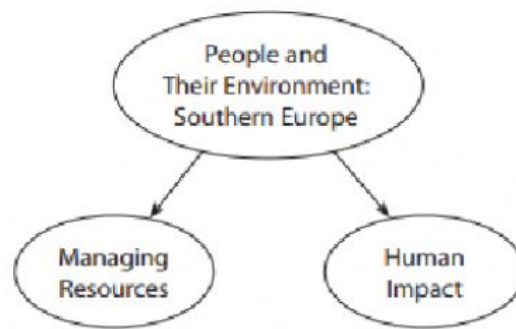 People and
Their Environment:
Southern Europe
Managing
Resources
Human
Impact